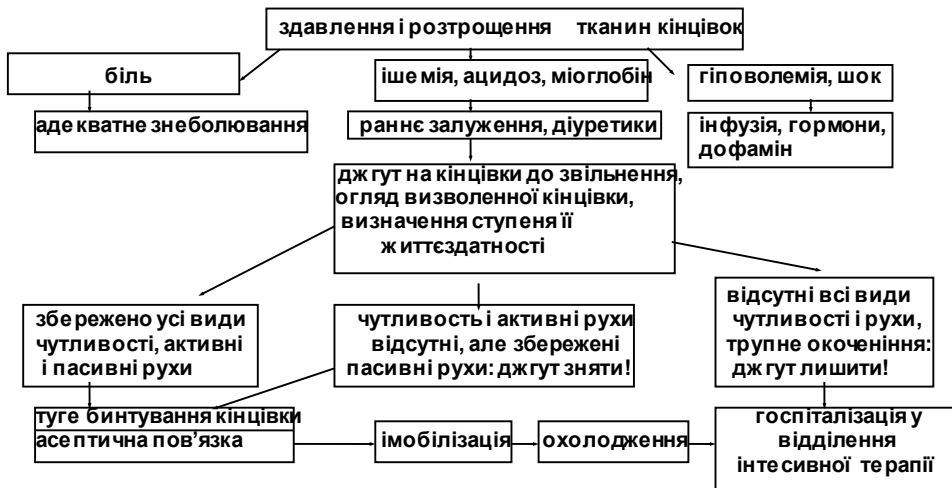 здавлення і розтрощення тканин кінцівок
біль
ішемія, ацидоз, міоглобін
гіповолемія, шок
адекватне знеболювання
раннє залуження, діуретики
інфузія, гормони,
дофамін
джгут на кінцівки до звільнення,
огляд визволенної кінцівки,
визначення ступеня її
життєздатності
збережено усі види
чутливості, активні
і пасивні рухи
чутливость і активні рухи
відсутні, але збережені
пасивні рухи: джгут зняти!
відсутні всі види
чутливості і рухи,
трупне окоченіння:
джгут лишити!
туге бинтування кінцівки
асептична пов’язка
імобілізація
охолодження
госпіталізація у
відділення
інтесивної терапії